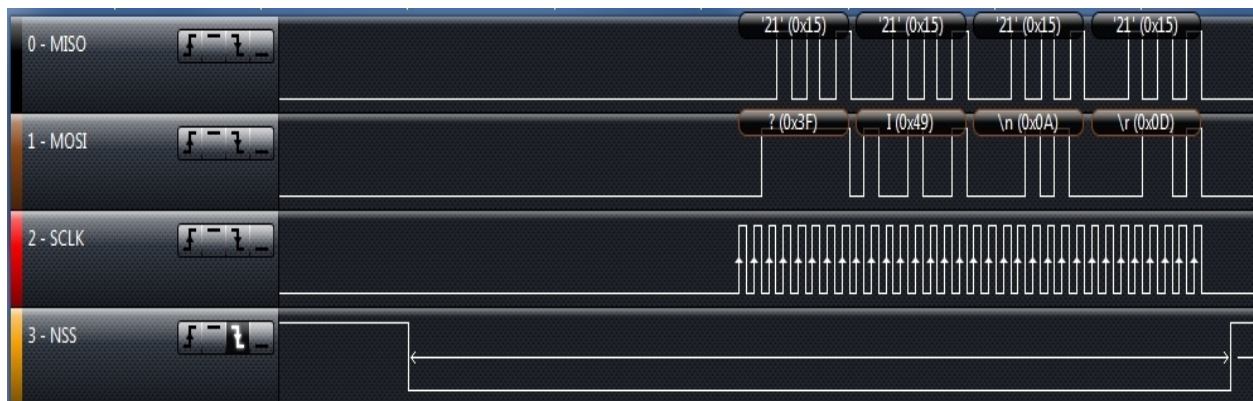 '21' (0x15) '21' (0x15) '21' (0x15) '21' (0x15)
0 - MISO
? (0x3F) I (0x49) \n (0x0A) \r (0x0D)
1 - MOSI
2 - SCLK
3 - NSS